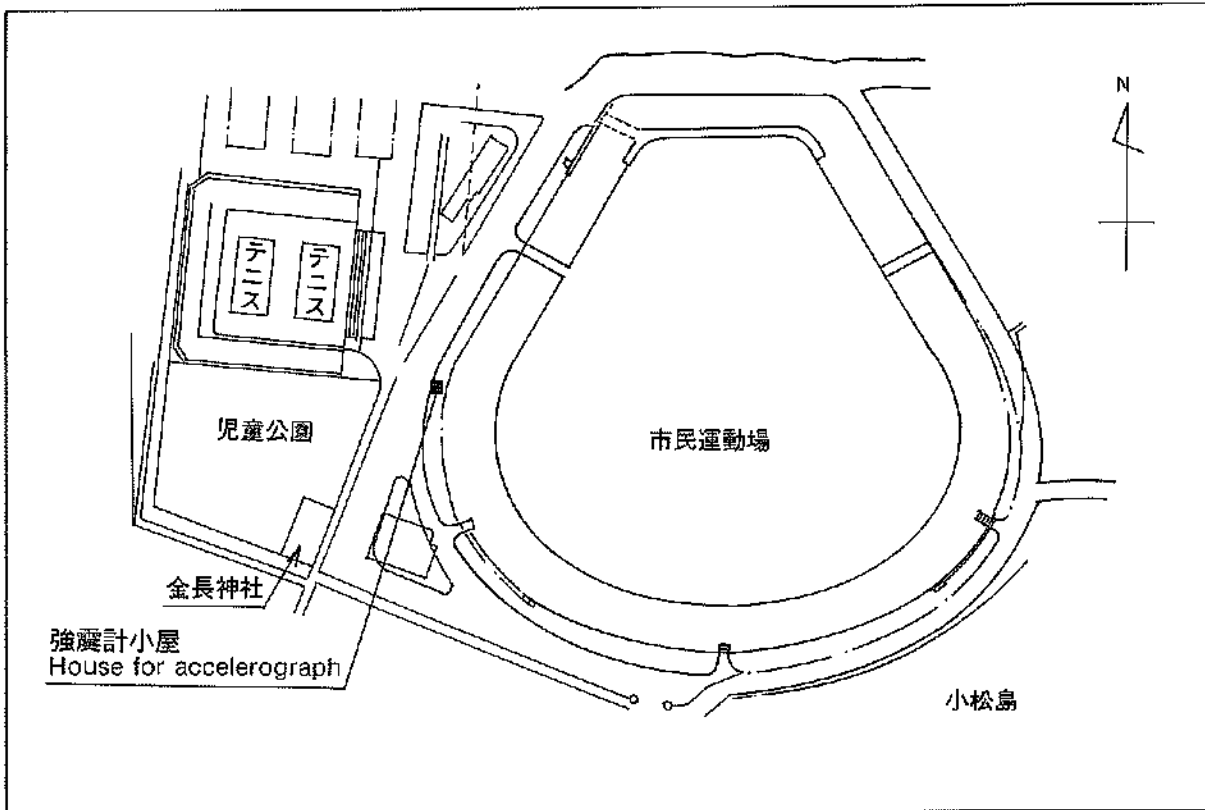 N
テニス
テニス
児童公園
市民運動場
金長神社
強震計小屋
House for accelerograph
小松島